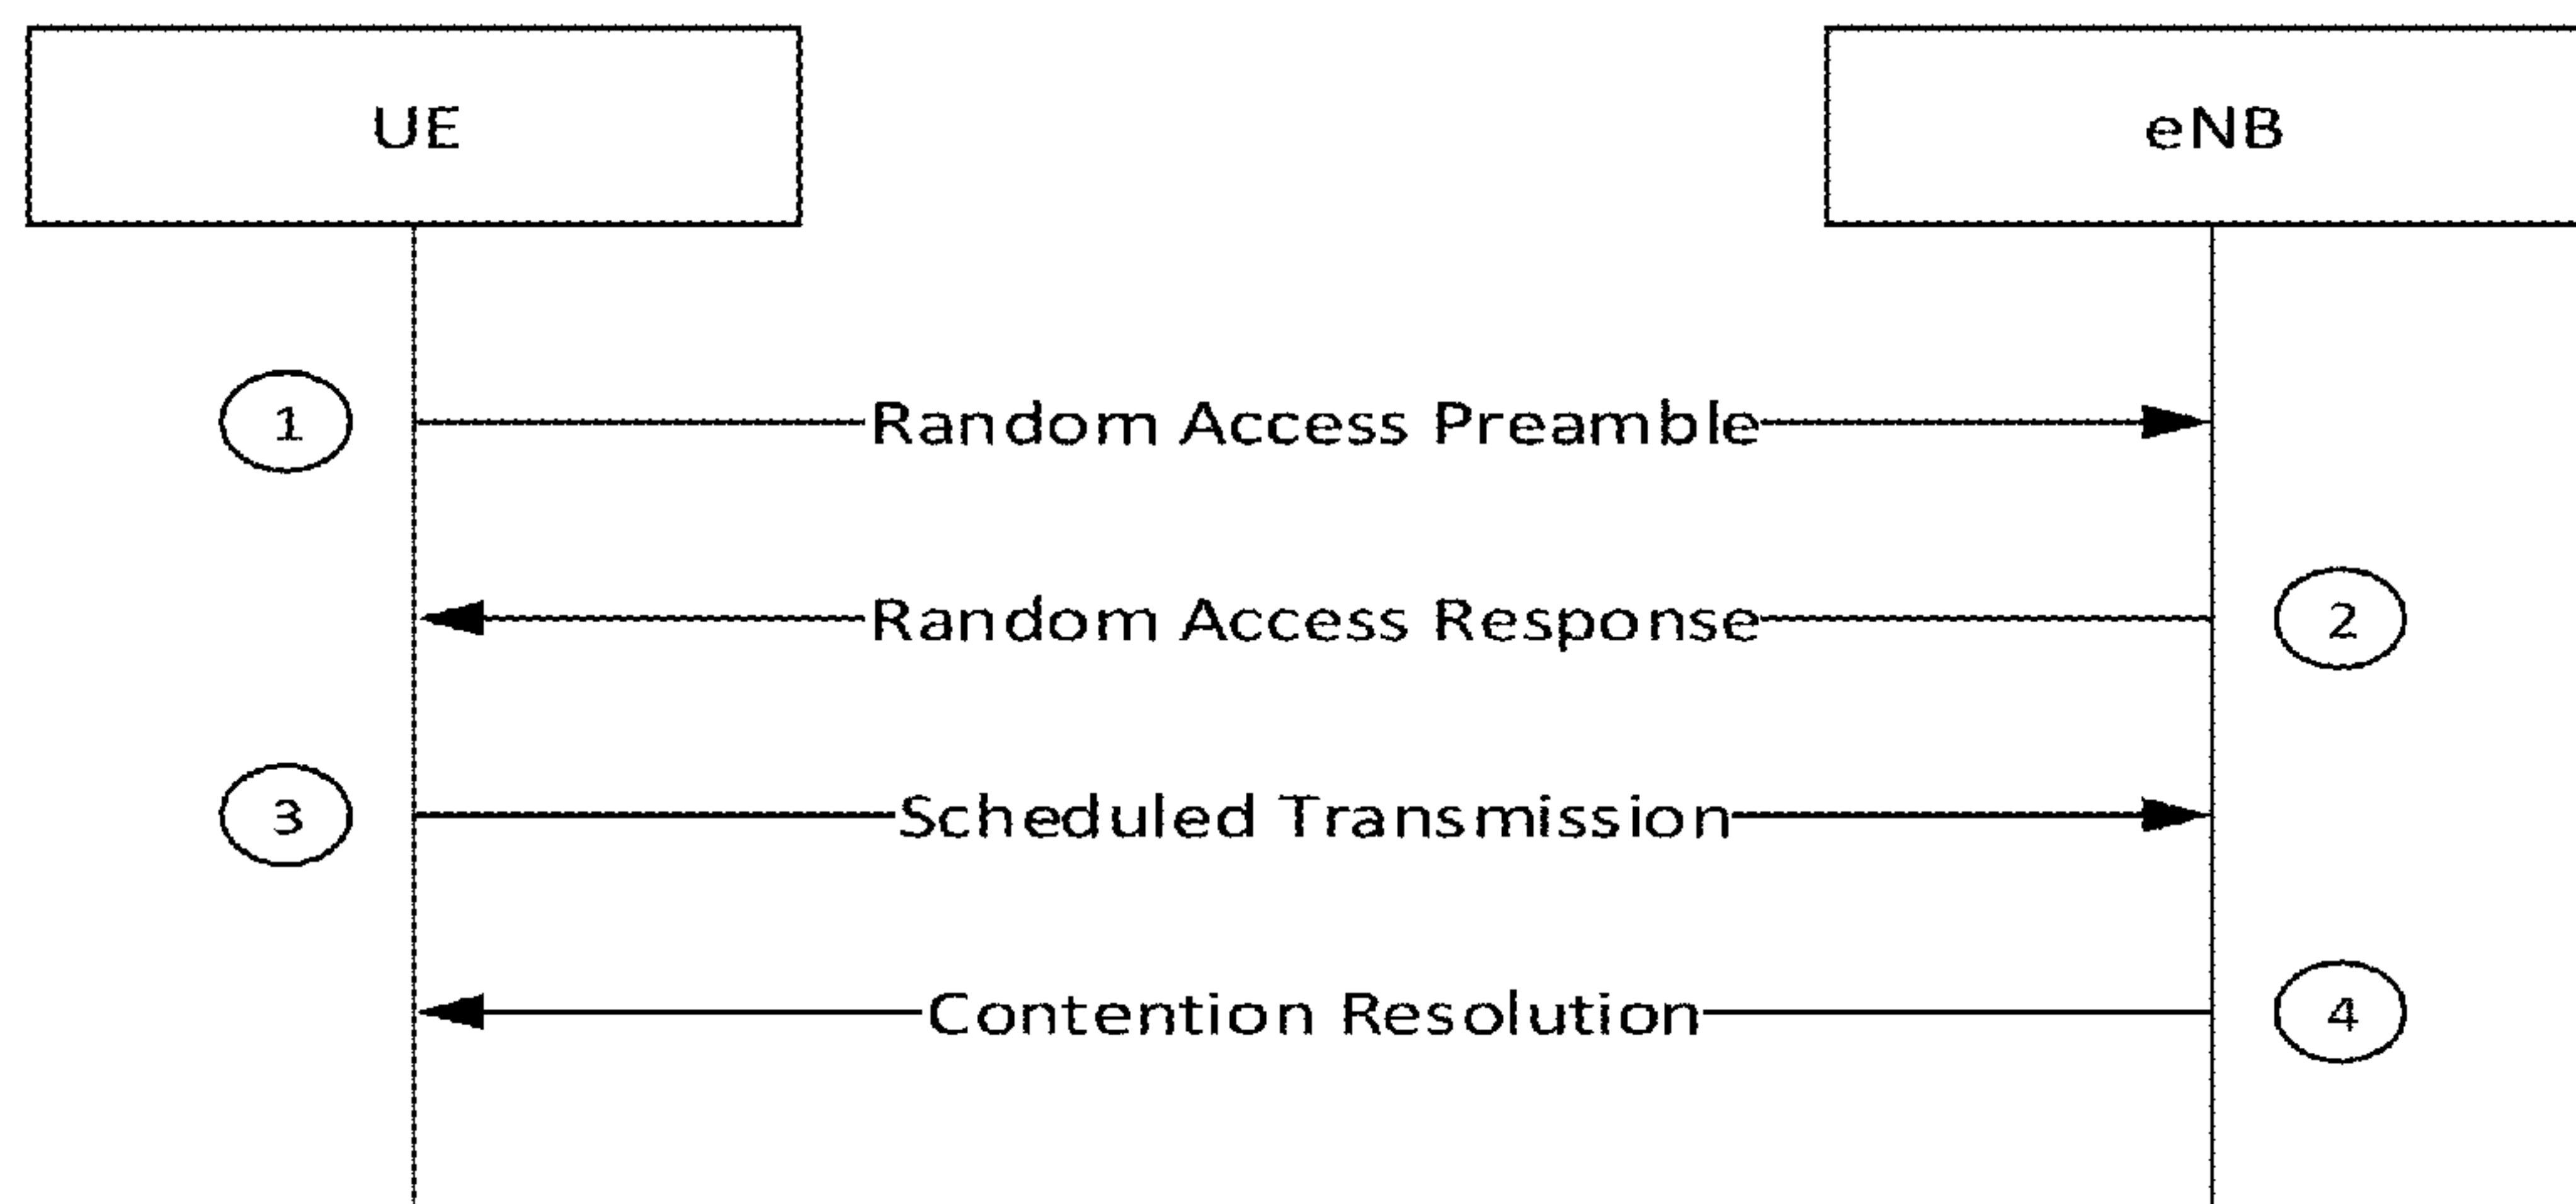 UE
eNB
1
Random Access Preamble
Random Access Response
2
3
Scheduled Transmission
Contention Resolution
4